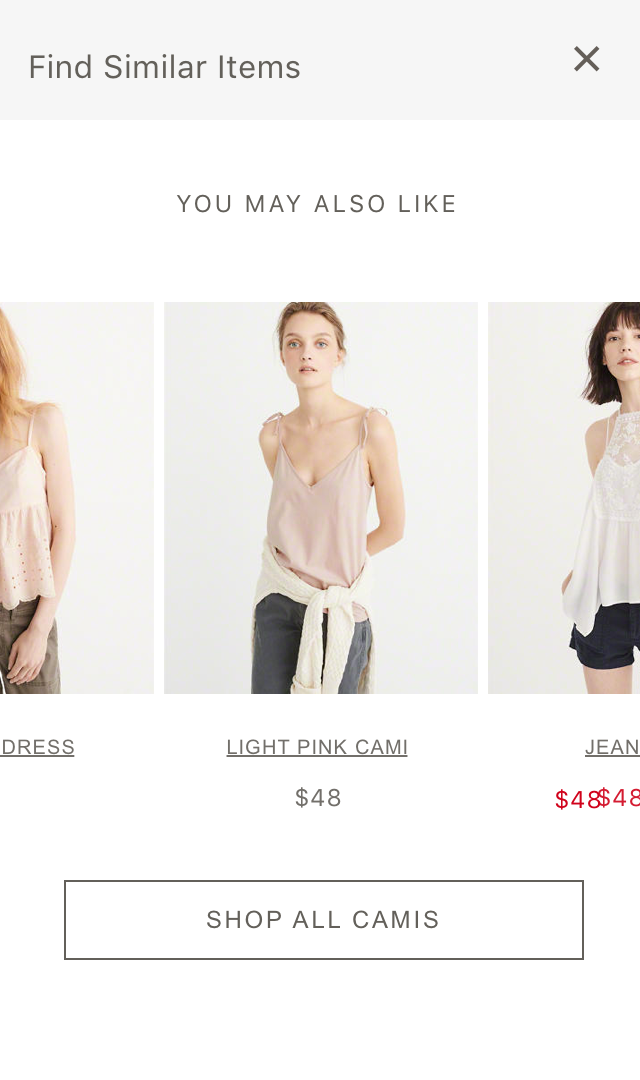 Find Similar Items
YOU MAY ALSO LIKE
DRESS
LIGHT PINK CAMI
JEAN
$48
$48
$48
SHOP ALL CAMIS